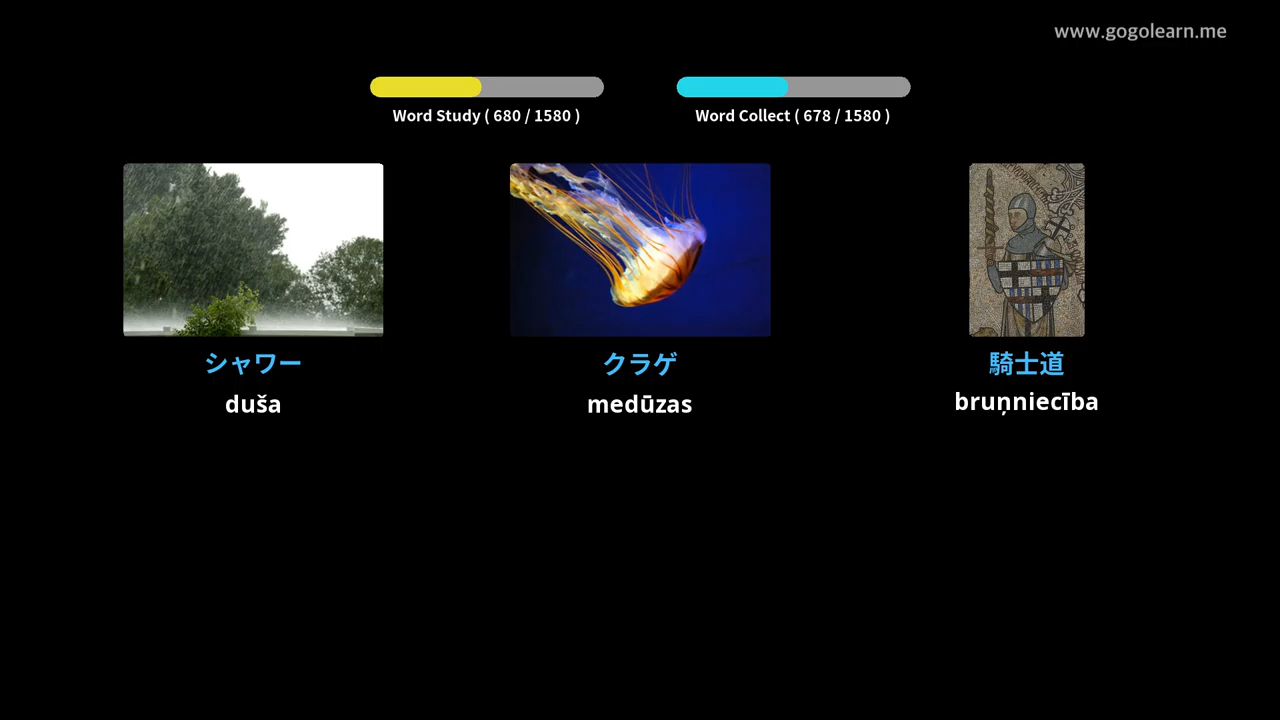 www.gogolearn.me
Word Study ( 680 / 1580 )
Word Collect ( 678 / 1580 )
シャワー
duša
クラゲ
medūzas
騎士道
bruņniecība